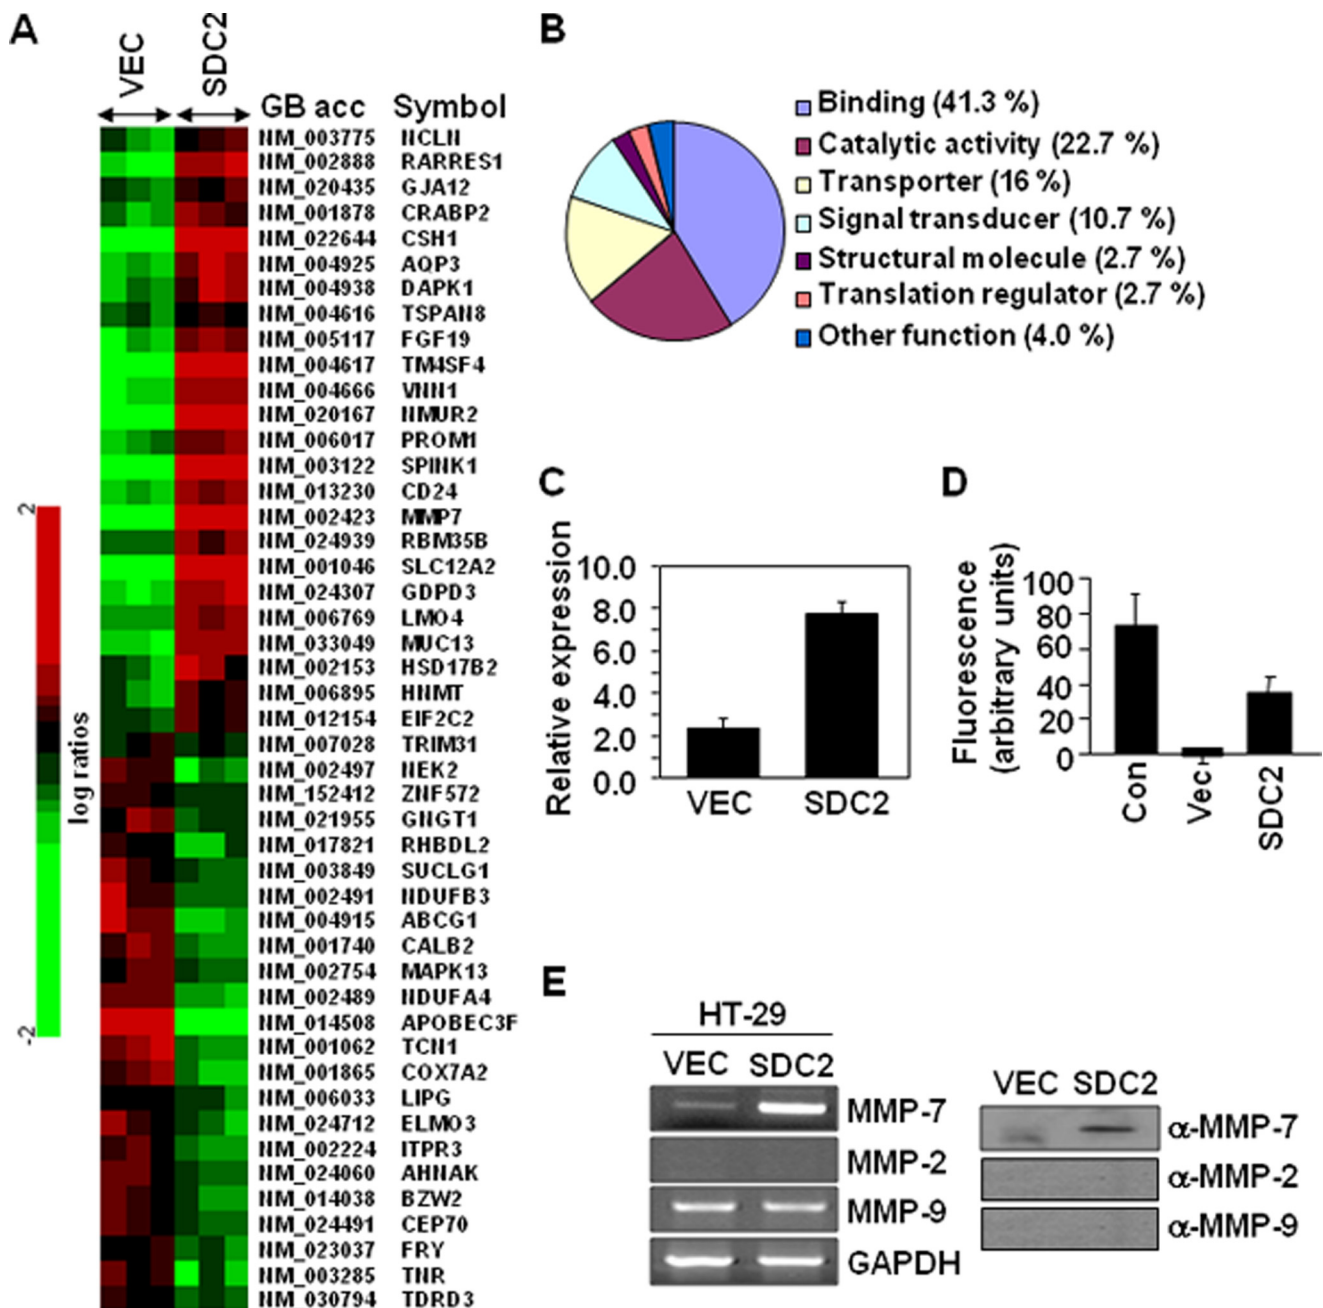 A
VEC
SDC2
GB acc Symbol
NM_003775 NCLN
NM_002888 RARRES1
NM_020435 GJA12
NM_001878 CRABP2
NM_022644 CSH1
NM_004925 AQP3
NM_004938 DAPK1
NM_004616 TSPAN8
NM_005117 FGF19
NM_004617 TM4SF4
NM_004666 VNN1
NM_020167 NMUR2
NM_006017 PROM1
NM_003122 SPINK1
NM_013230 CD24
NM_002423 MMP7
NM_024939 RBM35B
NM_001046 SLC12A2
NM_024307 GDPD3
NM_006769 LMO4
NM_033049 MUC13
NM_002153 HSD17B2
NM_006895 HNMT
NM_012154 EIF2C2
NM_007028 TRIM31
NM_002497 NEK2
NM_152412 ZNF572
NM_021955 GNGT1
NM_017821 RHBDL2
NM_003849 SUCLG1
NM_002491 NDUFB3
NM_004915 ABCG1
NM_001740 CALB2
NM_002754 MAPK13
NM_002489 NDUFA4
NM_014508 APOBEC3F
NM_001062 TCN1
NM_001865 COX7A2
NM_006033 LIPG
NM_024712 ELMO3
NM_002224 ITPR3
NM_024060 AHNAK
NM_014038 BZW2
NM_024491 CEP70
NM_023037 FRY
NM_003285 TNR
NM_030794 TDRD3
2
log ratios
-2
B
Binding (41.3 %)
Catalytic activity (22.7 %)
Transporter (16 %)
Signal transducer (10.7 %)
Structural molecule (2.7 %)
Translation regulator (2.7 %)
Other function (4.0 %)
C
Relative expression
10.0
8.0
6.0
4.0
2.0
0.0
VEC SDC2
D
Fluorescence
(arbitrary units)
100
80
60
40
20
0
Con
Vec
SDC2
E
HT-29
VEC SDC2
MMP-7
MMP-2
MMP-9
GAPDH
VEC SDC2
α-MMP-7
α-MMP-2
α-MMP-9